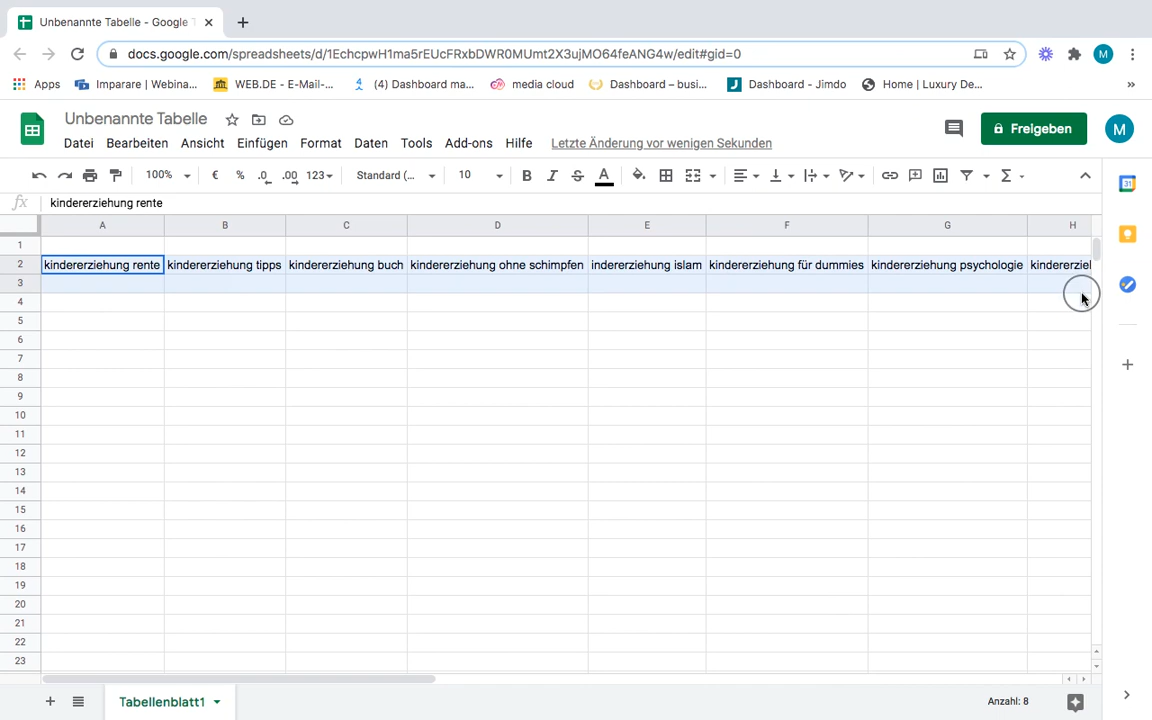 Unbenannte Tabelle - Google T
docs.google.com/spreadsheets/d/1EchcpwH1ma5rEUcFRxbDWR0MUmt2X3ujMO64feANG4w/edit#gid=0
M
Apps Imparare | Webina... WEB.DE - E-Mail-... (4) Dashboard ma... media cloud Dashboard – busi... Dashboard - Jimdo Home | Luxury De... »
Unbenannte Tabelle
Freigeben
M
Datei Bearbeiten Ansicht Einfügen Format Daten Tools Add-ons Hilfe Letzte Änderung vor wenigen Sekunden
100% € % .0 .00 123 Standard (... 10 B I S A Σ
fx kindererziehung rente
31
A B C D E F G H
1
2 kindererziehung rente kindererziehung tipps kindererziehung buch kindererziehung ohne schimpfen indererziehung islam kindererziehung für dummies kindererziehung psychologie kindererziel
3
4
5
6
7
8
9
10
11
12
13
14
15
16
17
18
19
20
21
22
23
Tabellenblatt1
Anzahl: 8